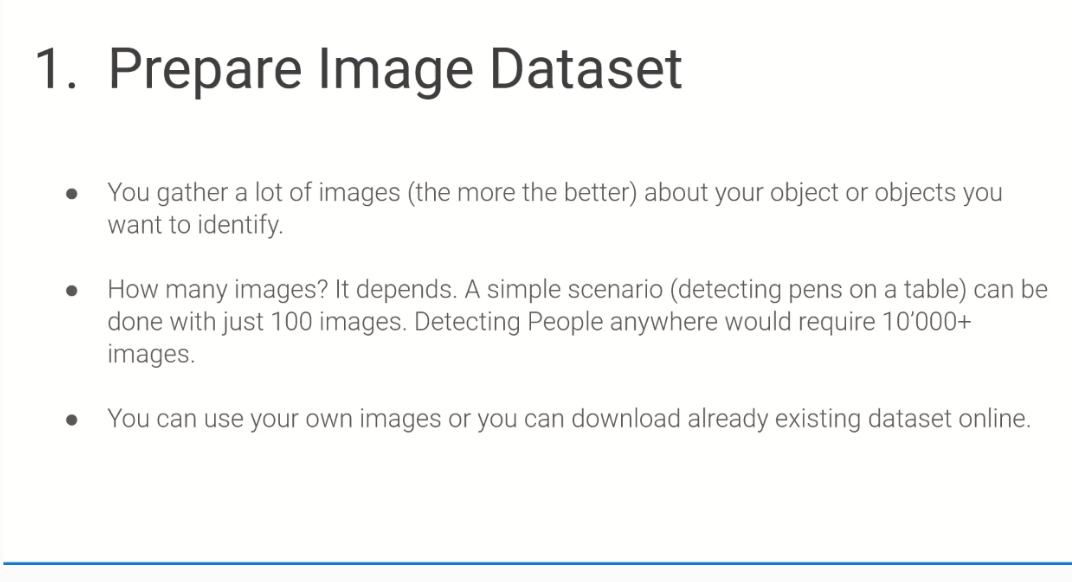 1. Prepare Image Dataset
● You gather a lot of images (the more the better) about your object or objects you
want to identify.
● How many images? It depends. A simple scenario (detecting pens on a table) can be
done with just 100 images. Detecting People anywhere would require 10’000+
images.
● You can use your own images or you can download already existing dataset online.